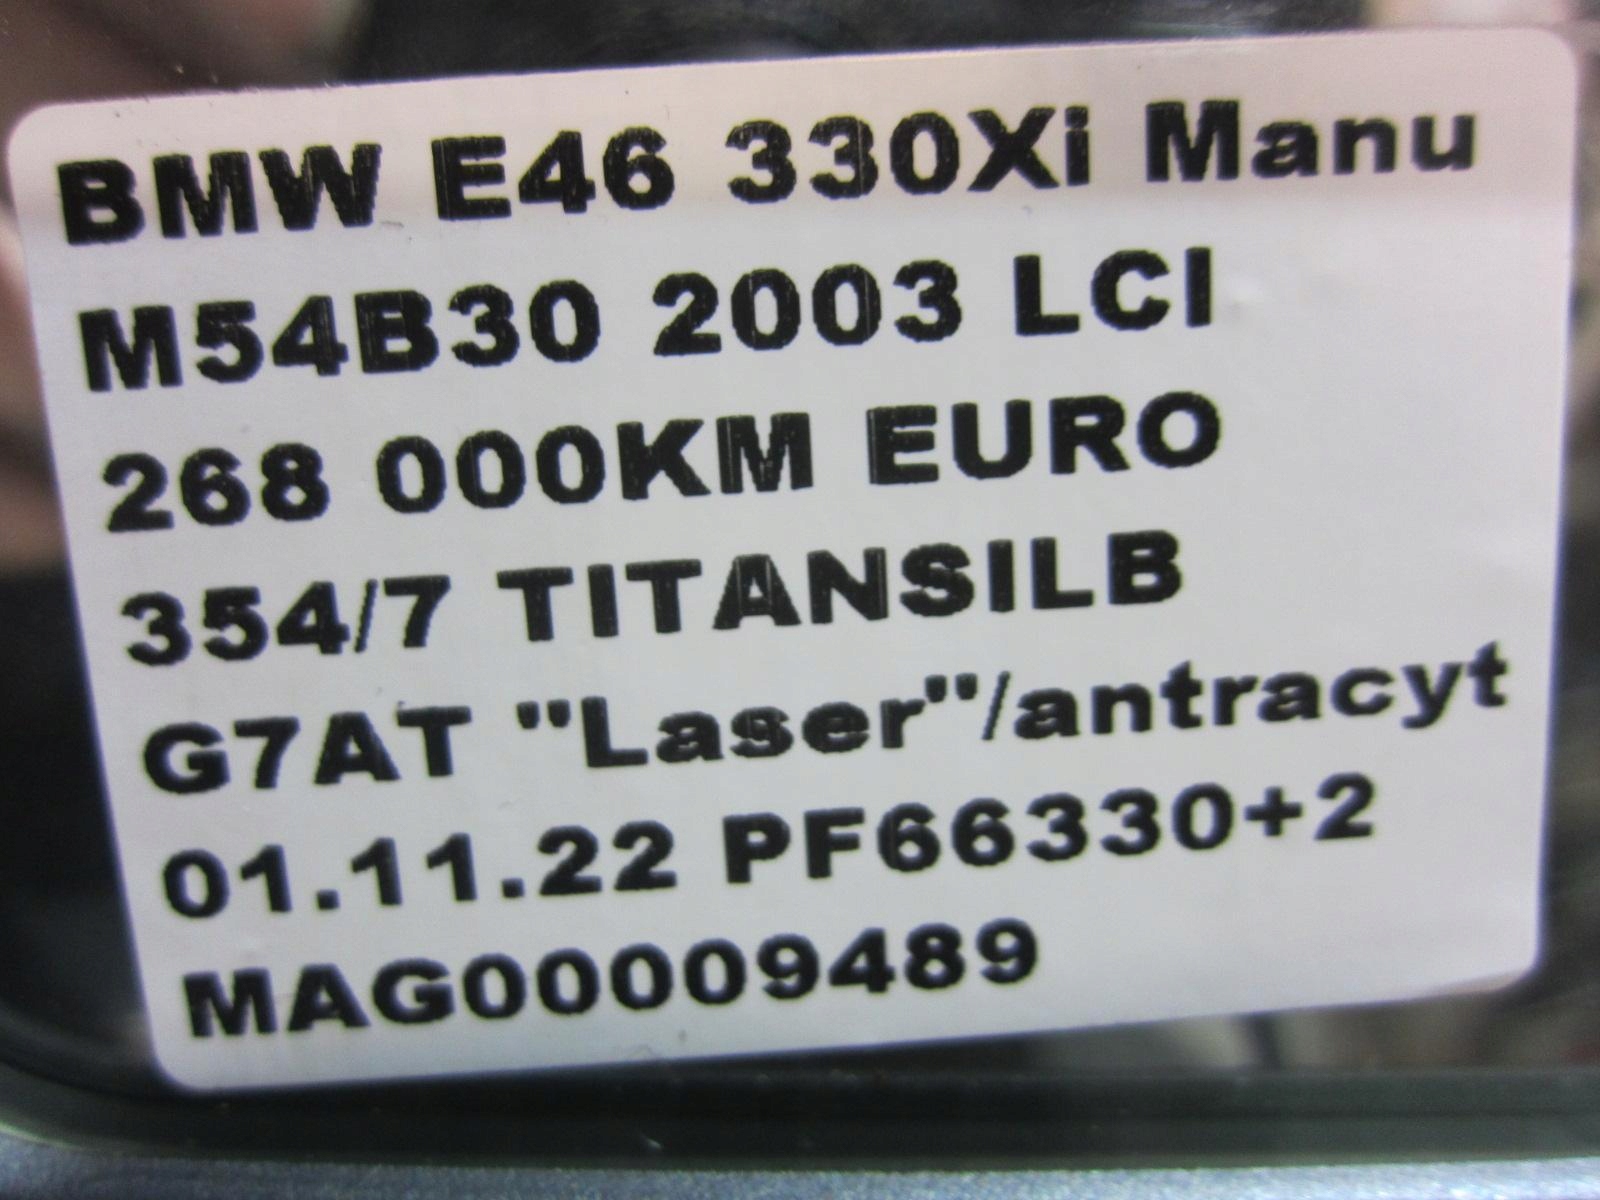 BMW E46 330Xi Manu
M54B30 2003 LCI
268 000KM EURO
354/7 TITANSILB
G7AT "Laser"/antracyt
01.11.22 PF66330+2
MAG00009489